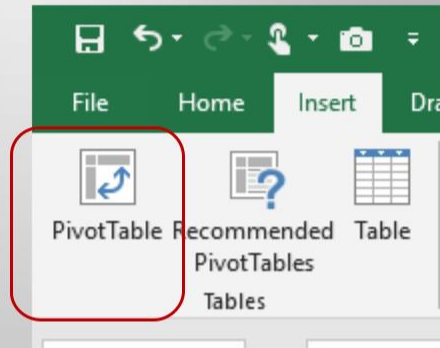 File Home Insert Dra
PivotTable Recommended PivotTables Table
Tables